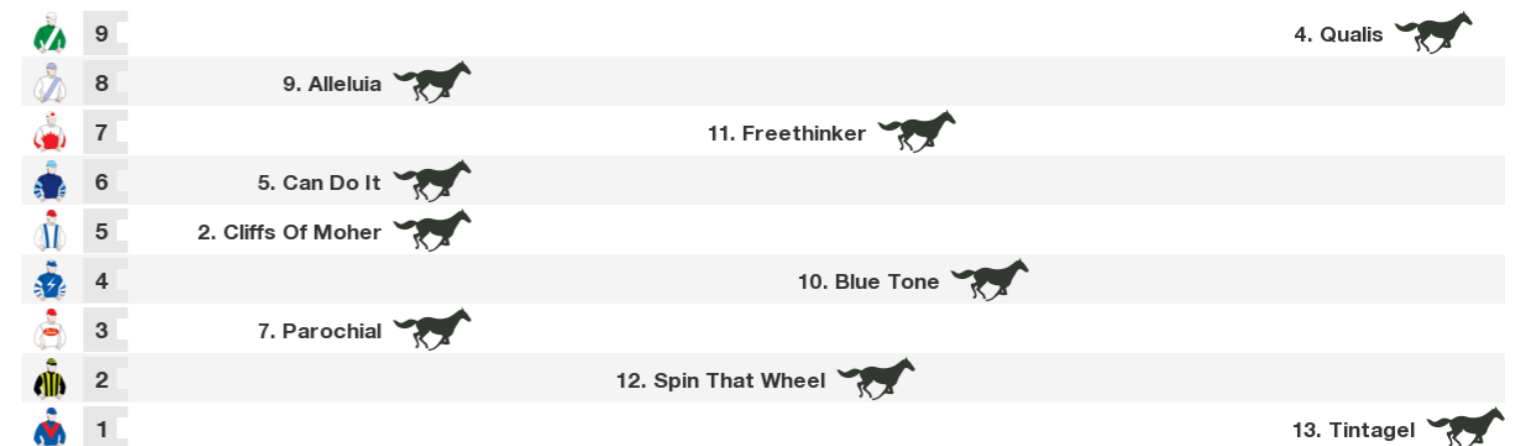 9 4. Qualis
8 9. Alleluia
7 11. Freethinker
6 5. Can Do It
5 2. Cliffs Of Moher
4 10. Blue Tone
3 7. Parochial
2 12. Spin That Wheel
1 13. Tintagel